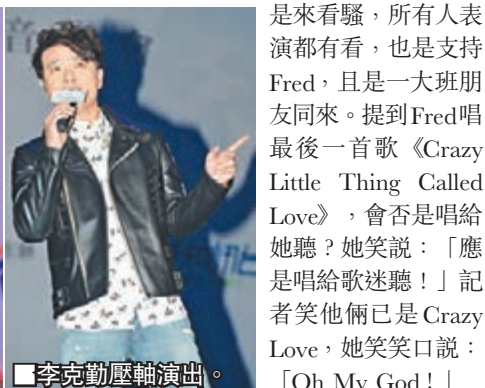 ■李克勤壓軸演出。
是來看騷，所有人表
演都有看，也是支持
Fred，且是一大班朋
友同來。提到Fred唱
最後一首歌《Crazy
Little Thing Called
Love》，會否是唱給
她聽？她笑說：「應
是唱給歌迷聽！」記
者笑他倆已是Crazy
Love，她笑笑口說：
「Oh My God！」